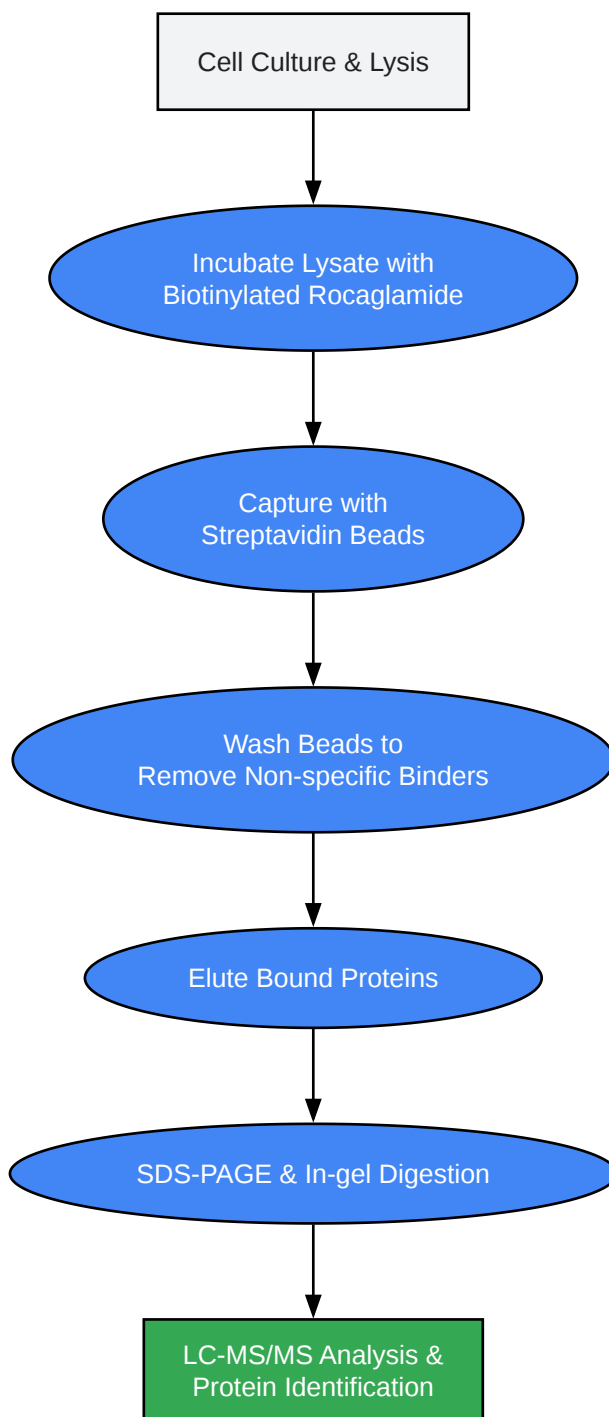 Cell Culture & Lysis
Incubate Lysate with
Biotinylated Rocaglamide
Capture with
Streptavidin Beads
Wash Beads to
Remove Non-specific Binders
Elute Bound Proteins
SDS-PAGE & In-gel Digestion
LC-MS/MS Analysis &
Protein Identification